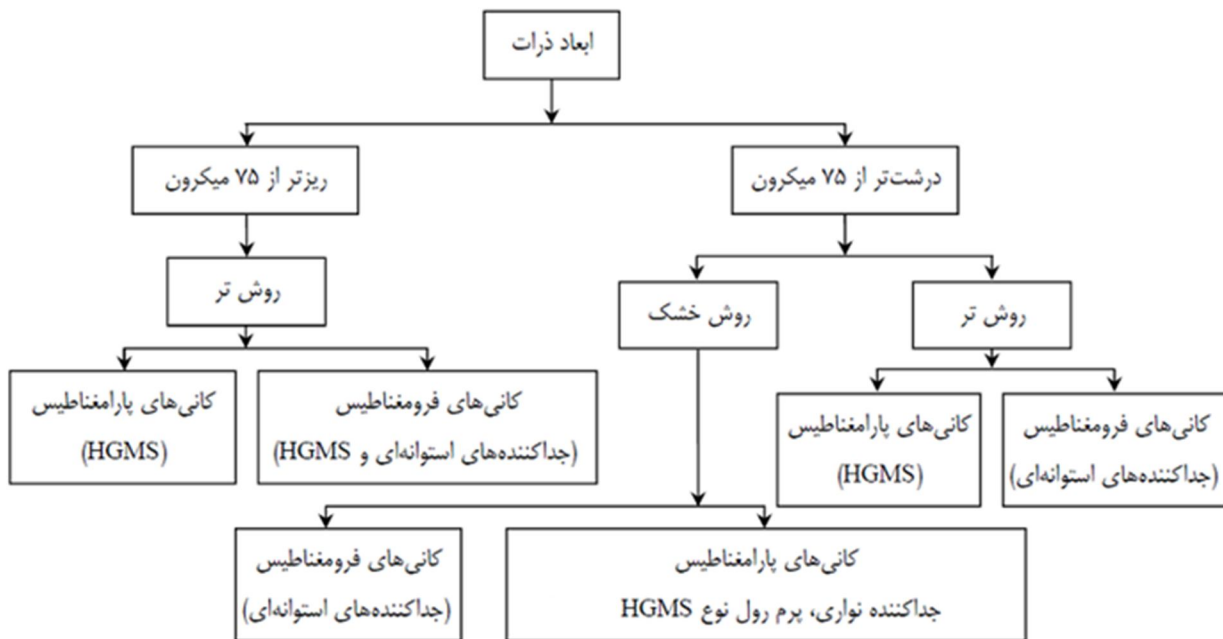 ابعاد ذرات
درشت‌تر از ۷۵ میکرون
ریزتر از ۷۵ میکرون
روش تر
روش خشک
روش تر
کانی‌های فرومغناطیس
(جداکننده‌های استوانه‌ای)
کانی‌های پارامغناطیس
(HGMS)
کانی‌های فرومغناطیس
(جداکننده‌های استوانه‌ای و HGMS)
کانی‌های پارامغناطیس
(HGMS)
کانی‌های پارامغناطیس
جداکننده نواری، پرم رول نوع HGMS
کانی‌های فرومغناطیس
(جداکننده‌های استوانه‌ای)